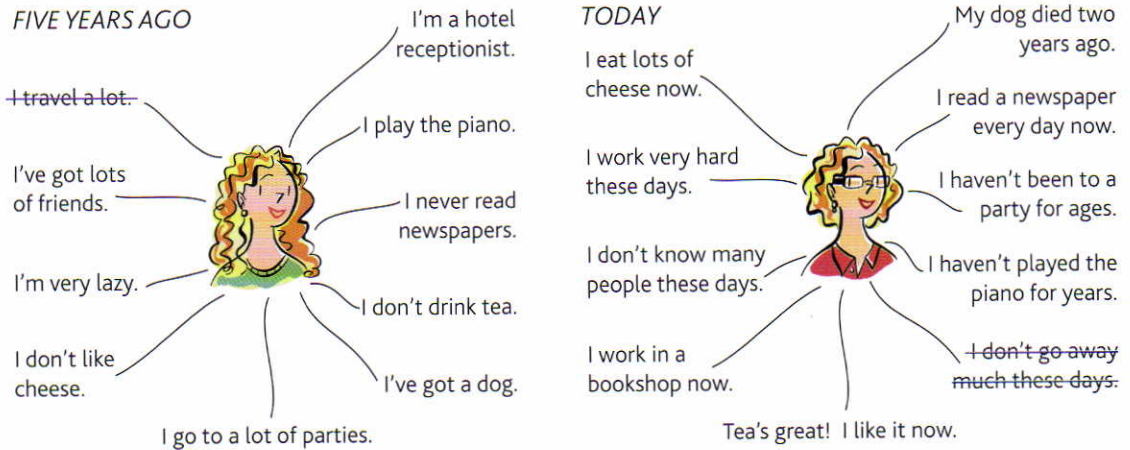 FIVE YEARS AGO
I'm a hotel
receptionist.
I travel a lot.
I play the piano.
I've got lots
of friends.
I never read
newspapers.
I'm very lazy.
I don't drink tea.
I don't like
cheese.
I've got a dog.
I go to a lot of parties.
TODAY
My dog died two
years ago.
I eat lots of
cheese now.
I read a newspaper
every day now.
I work very hard
these days.
I haven't been to a
party for ages.
I don't know many
people these days.
I haven't played the
piano for years.
I work in a
bookshop now.
I don't go away
much these days.
Tea's great! I like it now.